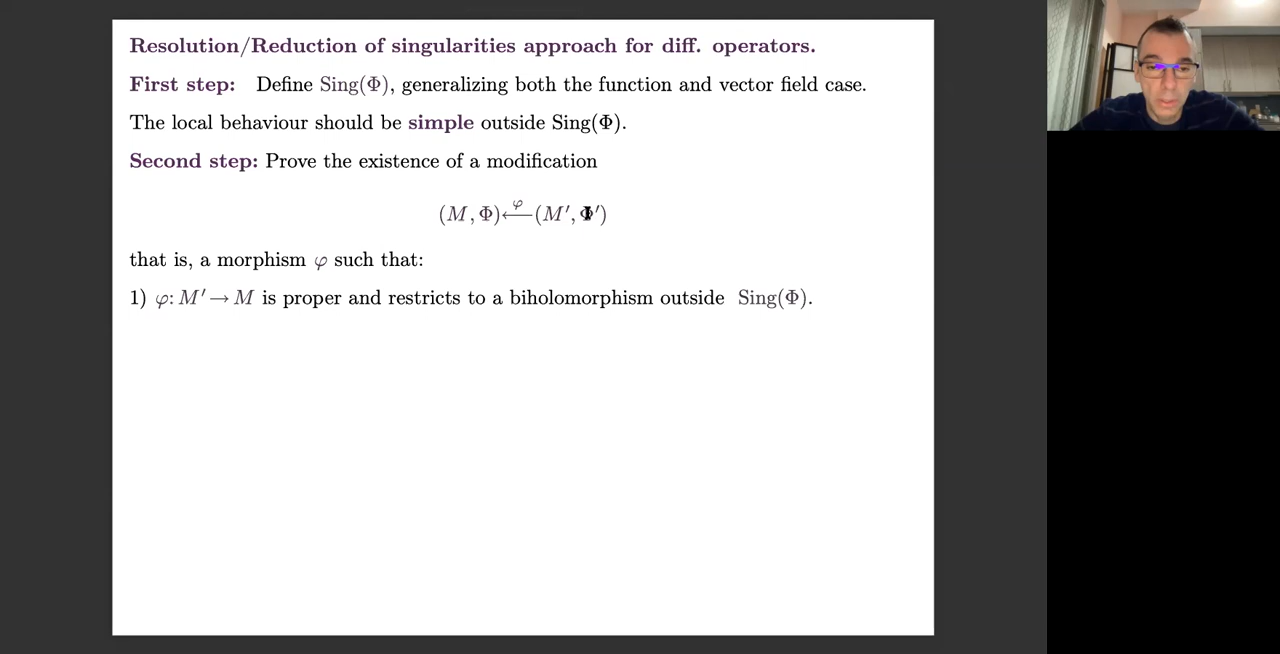 Resolution/Reduction of singularities approach for diff. operators.
First step: Define Sing(Φ), generalizing both the function and vector field case.
The local behaviour should be simple outside Sing(Φ).
Second step: Prove the existence of a modification
(M, Φ) ←φ— (M′, Φ′)
that is, a morphism φ such that:
1) φ: M′ → M is proper and restricts to a biholomorphism outside Sing(Φ).